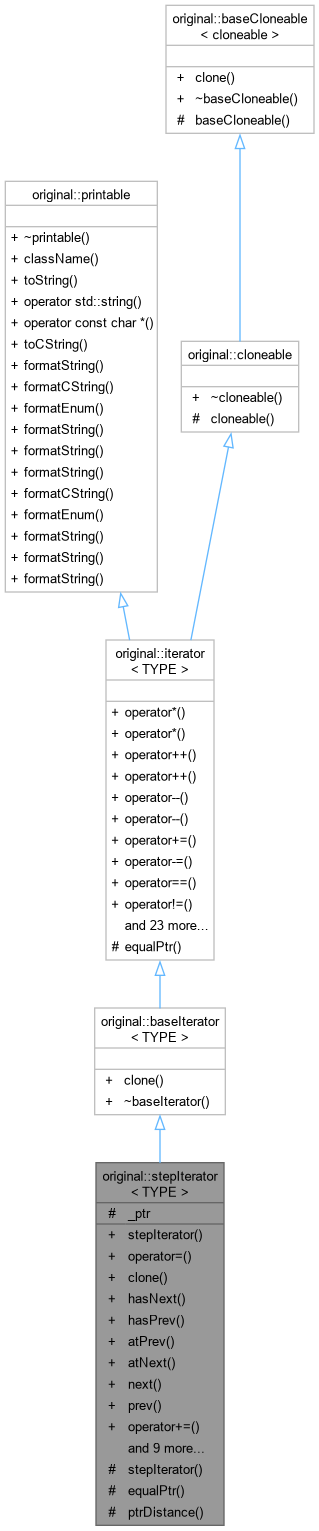 original::baseCloneable
< cloneable >
+ clone()
+ ~baseCloneable()
# baseCloneable()
original::printable
+ ~printable()
+ className()
+ toString()
+ operator std::string()
+ operator const char *()
+ toCString()
+ formatString()
+ formatCString()
+ formatEnum()
+ formatString()
+ formatString()
+ formatString()
+ formatCString()
+ formatEnum()
+ formatString()
+ formatString()
+ formatString()
original::cloneable
+ ~cloneable()
# cloneable()
original::iterator
< TYPE >
+ operator*()
+ operator*()
+ operator++()
+ operator++()
+ operator--()
+ operator--()
+ operator+=()
+ operator-=()
+ operator==()
+ operator!=()
and 23 more...
# equalPtr()
original::baseIterator
< TYPE >
+ clone()
+ ~baseIterator()
original::stepIterator
< TYPE >
# _ptr
+ stepIterator()
+ operator=()
+ clone()
+ hasNext()
+ hasPrev()
+ atPrev()
+ atNext()
+ next()
+ prev()
+ operator+=()
and 9 more...
# stepIterator()
# equalPtr()
# ptrDistance()